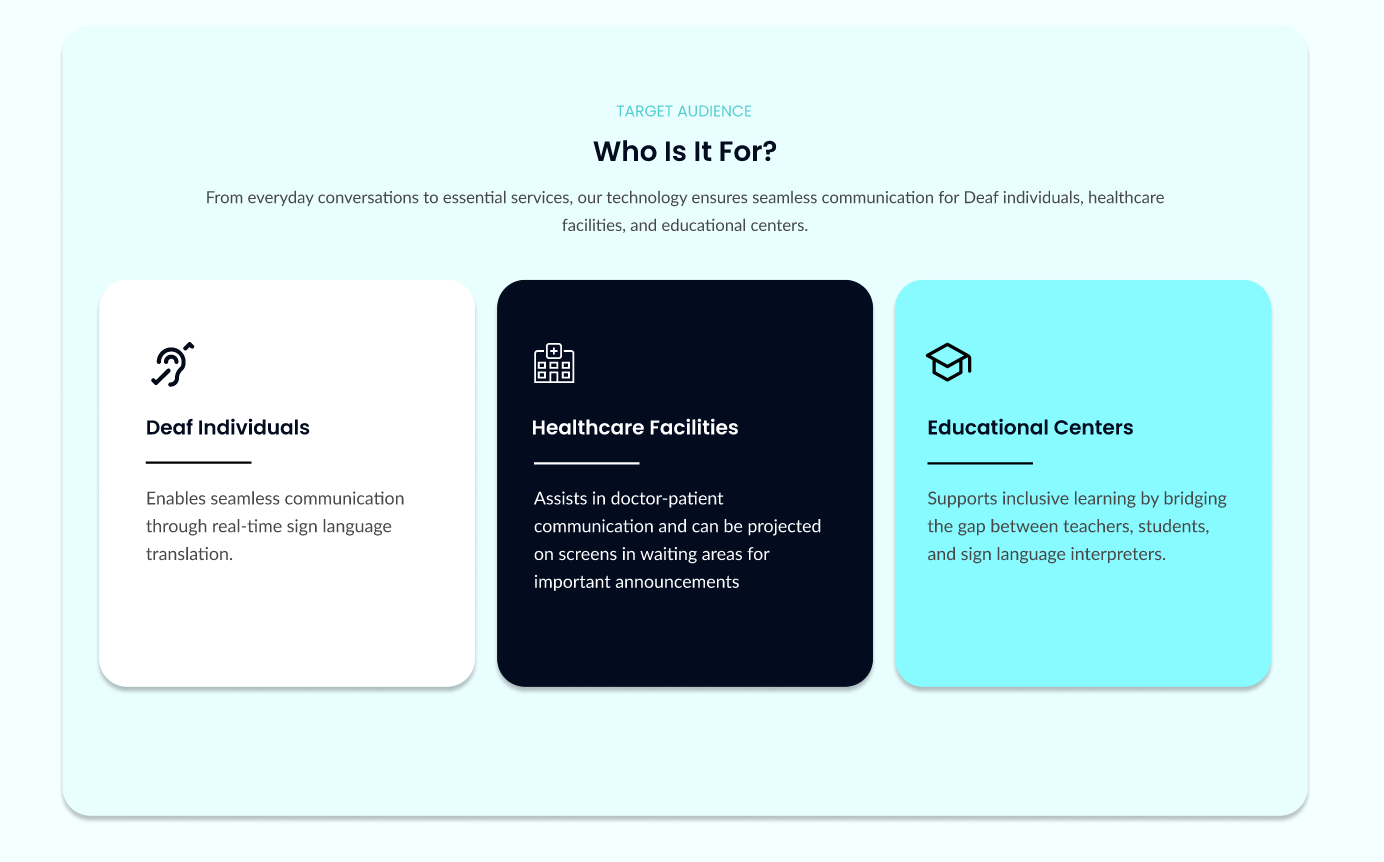 TARGET AUDIENCE
Who Is It For?
From everyday conversations to essential services, our technology ensures seamless communication for Deaf individuals, healthcare
facilities, and educational centers.
Deaf Individuals
Enables seamless communication
through real-time sign language
translation.
Healthcare Facilities
Assists in doctor-patient
communication and can be projected
on screens in waiting areas for
important announcements
Educational Centers
Supports inclusive learning by bridging
the gap between teachers, students,
and sign language interpreters.